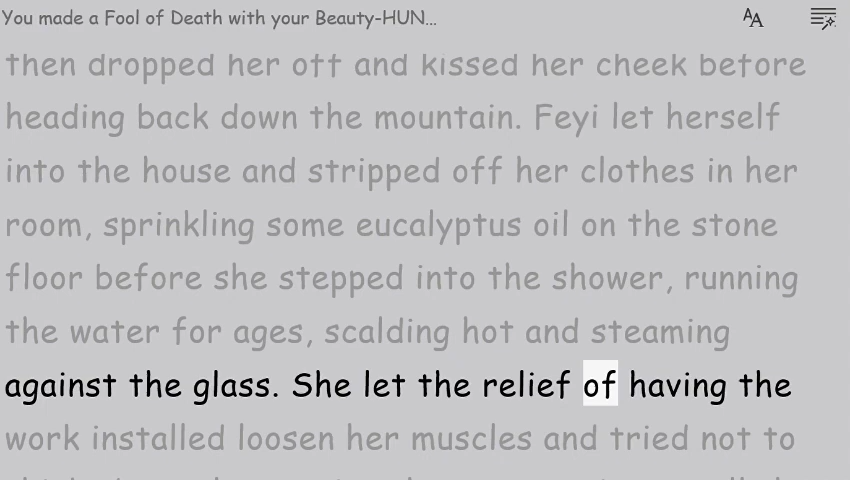 You made a Fool of Death with your Beauty-HUN...
then dropped her off and kissed her cheek before
heading back down the mountain. Feyi let herself
into the house and stripped off her clothes in her
room, sprinkling some eucalyptus oil on the stone
floor before she stepped into the shower, running
the water for ages, scalding hot and steaming
against the glass. She let the relief of having the
work installed loosen her muscles and tried not to